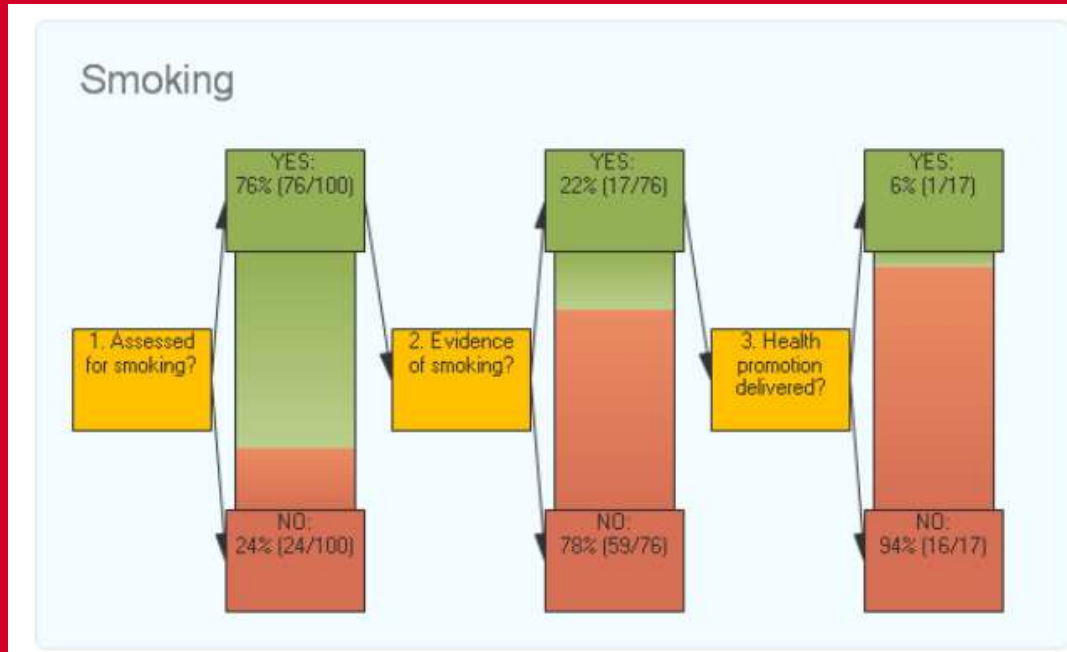 Smoking
1. Assessed
for smoking?
YES:
76% (76/100)
NO:
24% (24/100)
2. Evidence
of smoking?
YES:
22% (17/76)
NO:
78% (59/76)
3. Health
promotion
delivered?
YES:
6% (1/17)
NO:
94% (16/17)